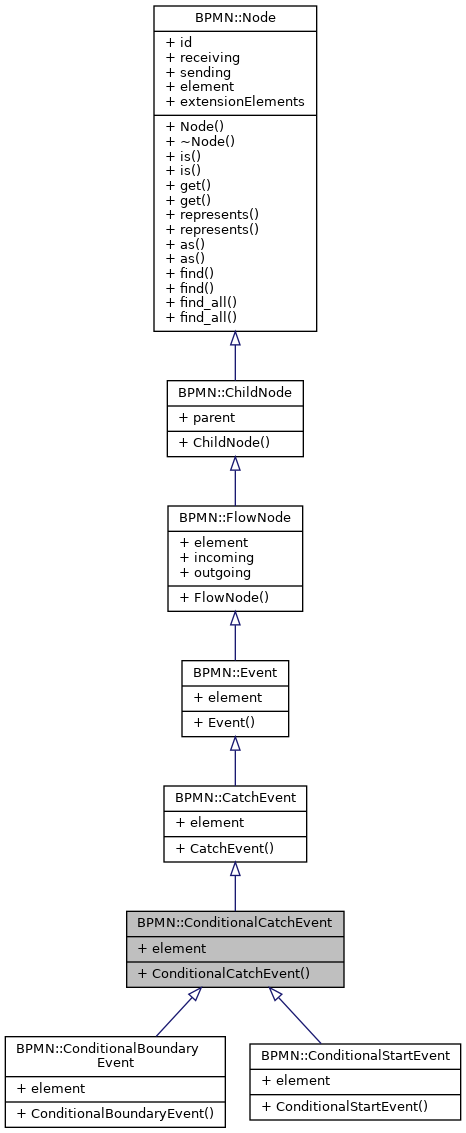 BPMN::Node
+ id
+ receiving
+ sending
+ element
+ extensionElements
+ Node()
+ ~Node()
+ is()
+ is()
+ get()
+ get()
+ represents()
+ represents()
+ as()
+ as()
+ find()
+ find()
+ find_all()
+ find_all()
BPMN::ChildNode
+ parent
+ ChildNode()
BPMN::FlowNode
+ element
+ incoming
+ outgoing
+ FlowNode()
BPMN::Event
+ element
+ Event()
BPMN::CatchEvent
+ element
+ CatchEvent()
BPMN::ConditionalCatchEvent
+ element
+ ConditionalCatchEvent()
BPMN::ConditionalBoundary
Event
+ element
+ ConditionalBoundaryEvent()
BPMN::ConditionalStartEvent
+ element
+ ConditionalStartEvent()